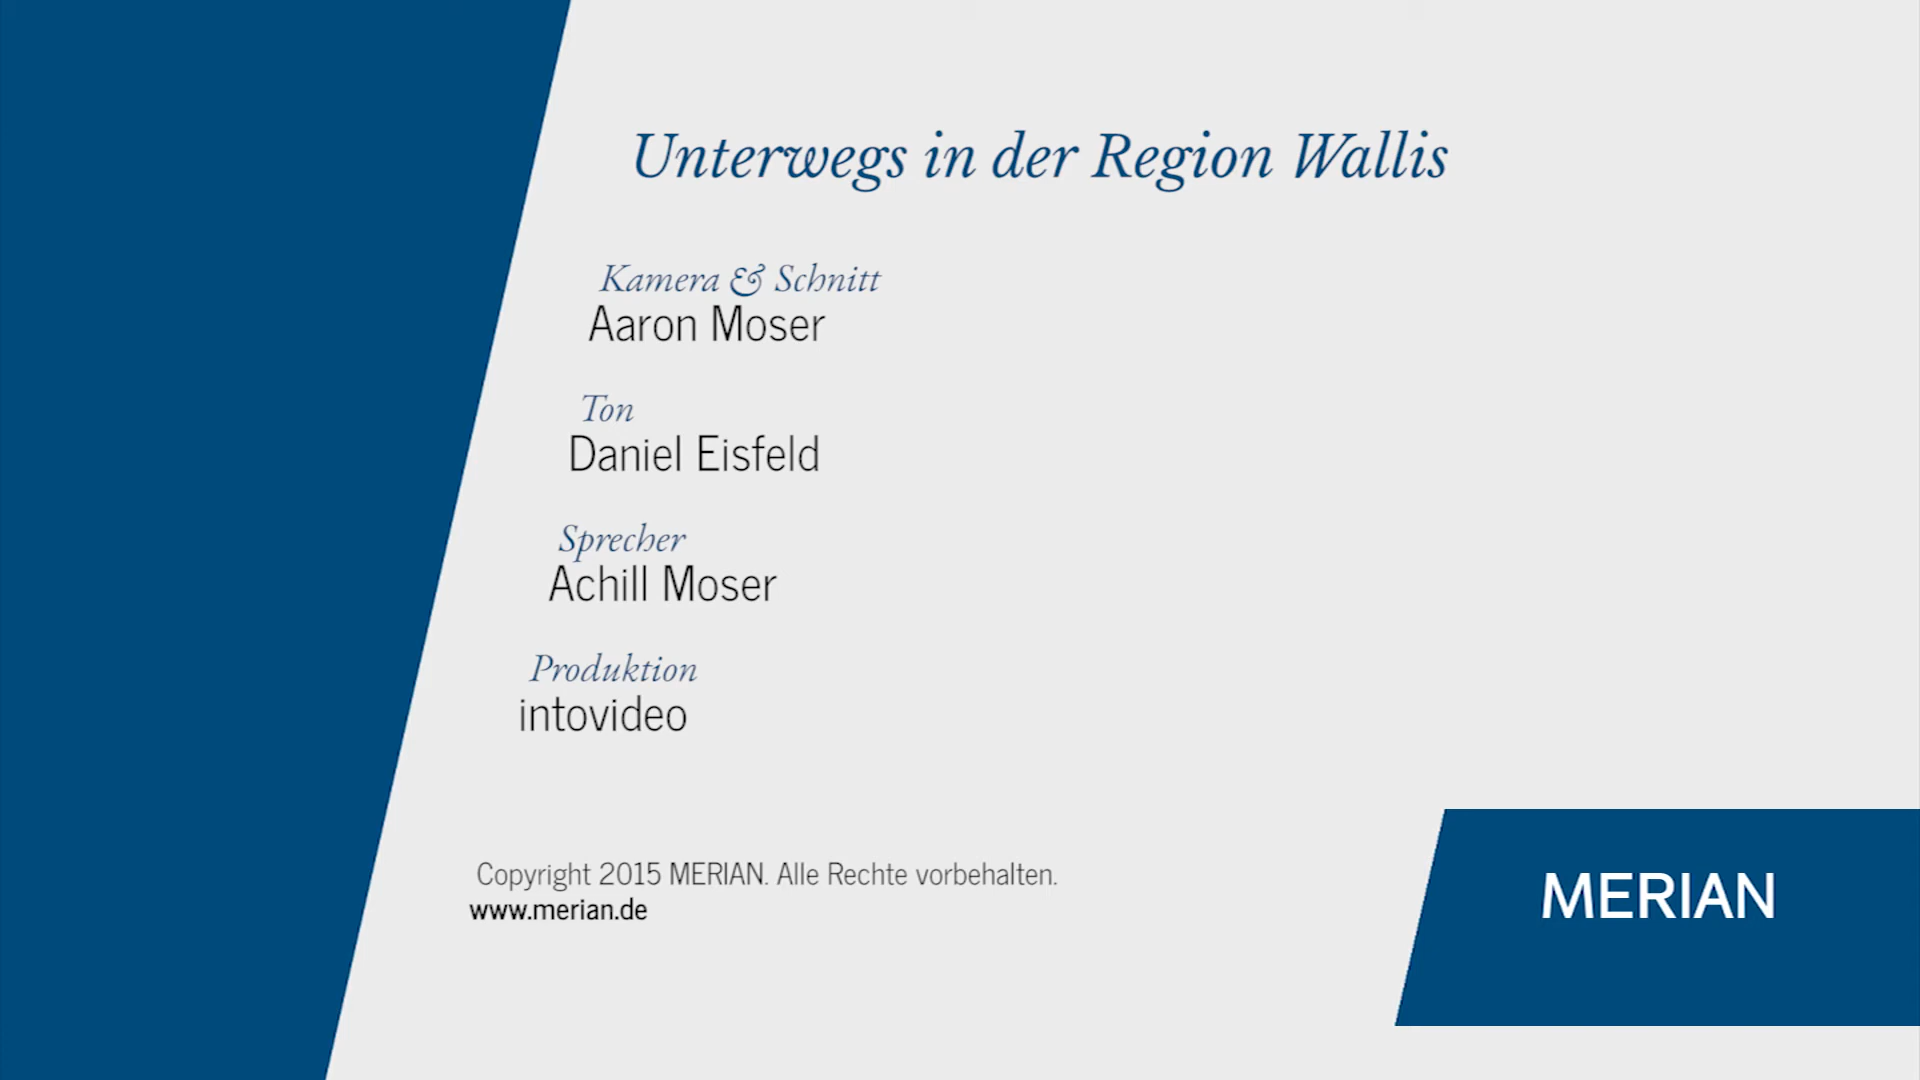 Unterwegs in der Region Wallis
Kamera & Schnitt
Aaron Moser
Ton
Daniel Eisfeld
Sprecher
Achill Moser
Produktion
intovideo
Copyright 2015 MERIAN. Alle Rechte vorbehalten.
www.merian.de
MERIAN